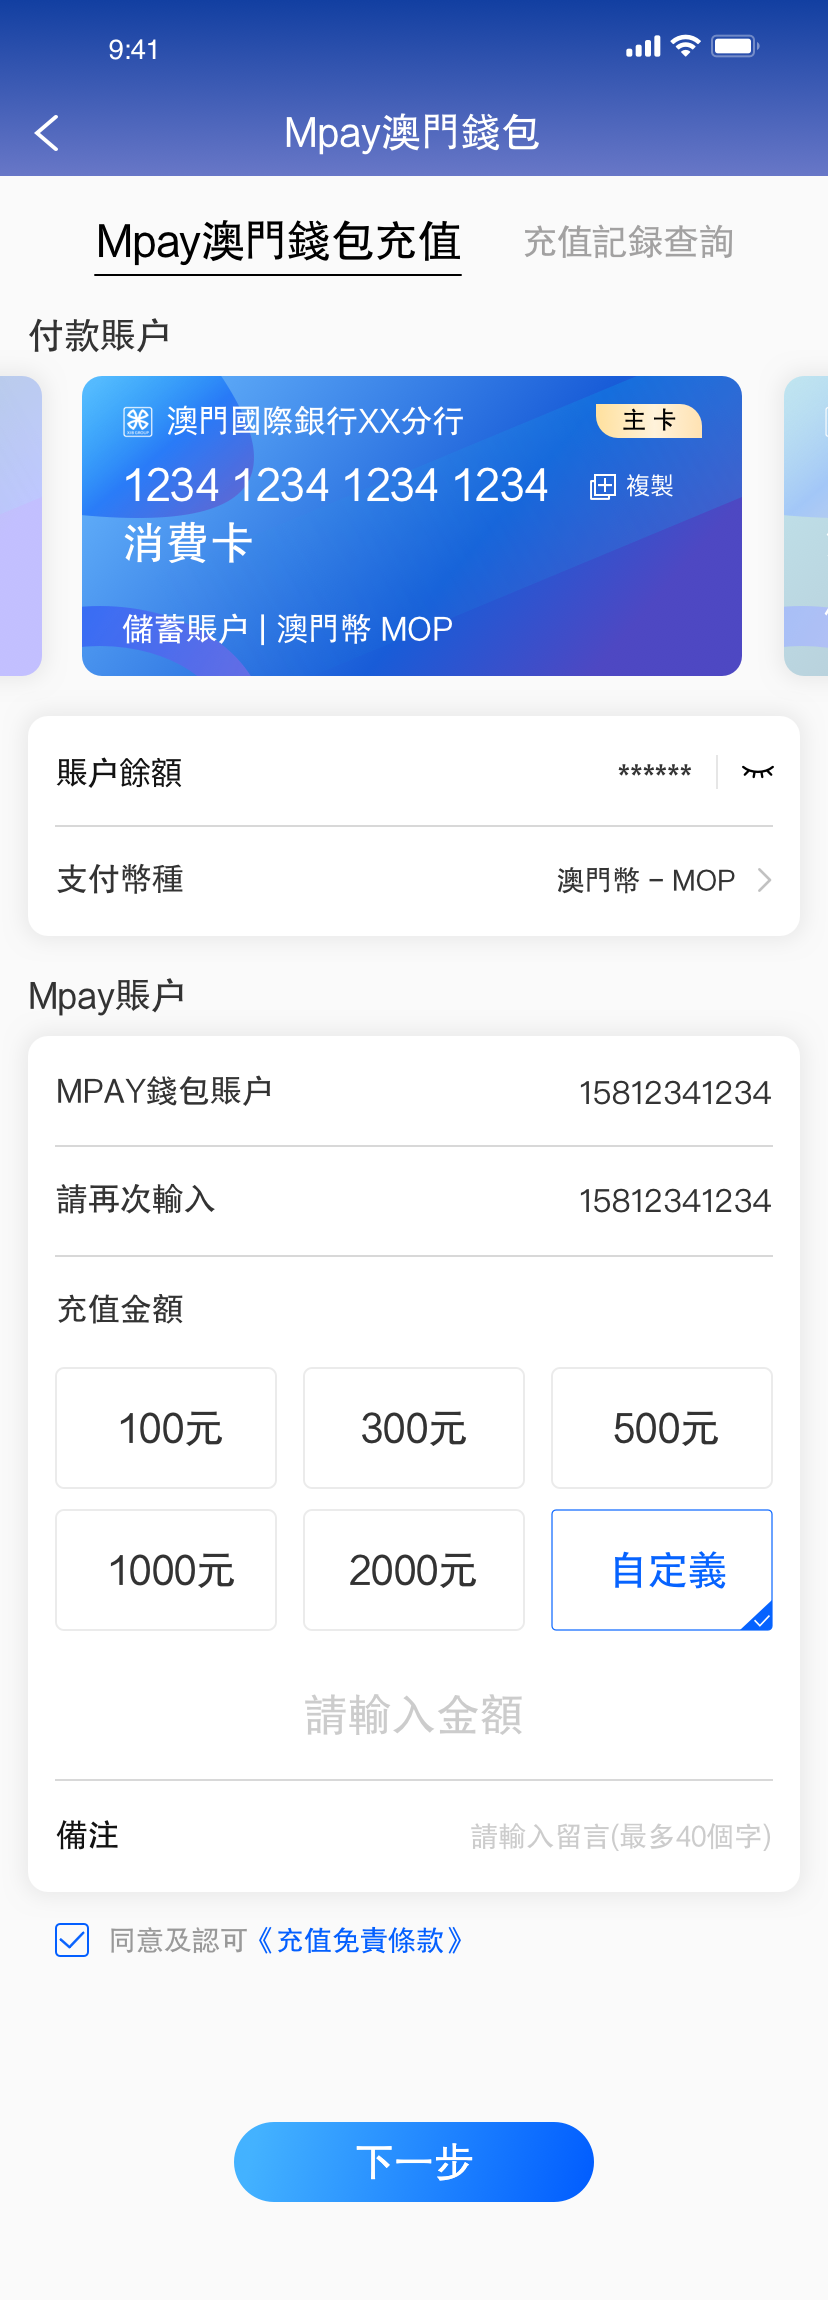 9:41
Mpay澳門錢包
Mpay澳門錢包充值 充值記録查詢
付款賬户
澳門國際銀行XX分行 主 卡
1234 1234 1234 1234 複製
消費卡
儲蓄賬户 | 澳門幣 MOP
賬户餘額 ******
支付幣種 澳門幣 – MOP
Mpay賬户
MPAY錢包賬户 15812341234
請再次輸入 15812341234
充值金額
100元 300元 500元
1000元 2000元 自定義
請輸入金額
備注 請輸入留言(最多40個字)
同意及認可《充值免責條款》
下一步